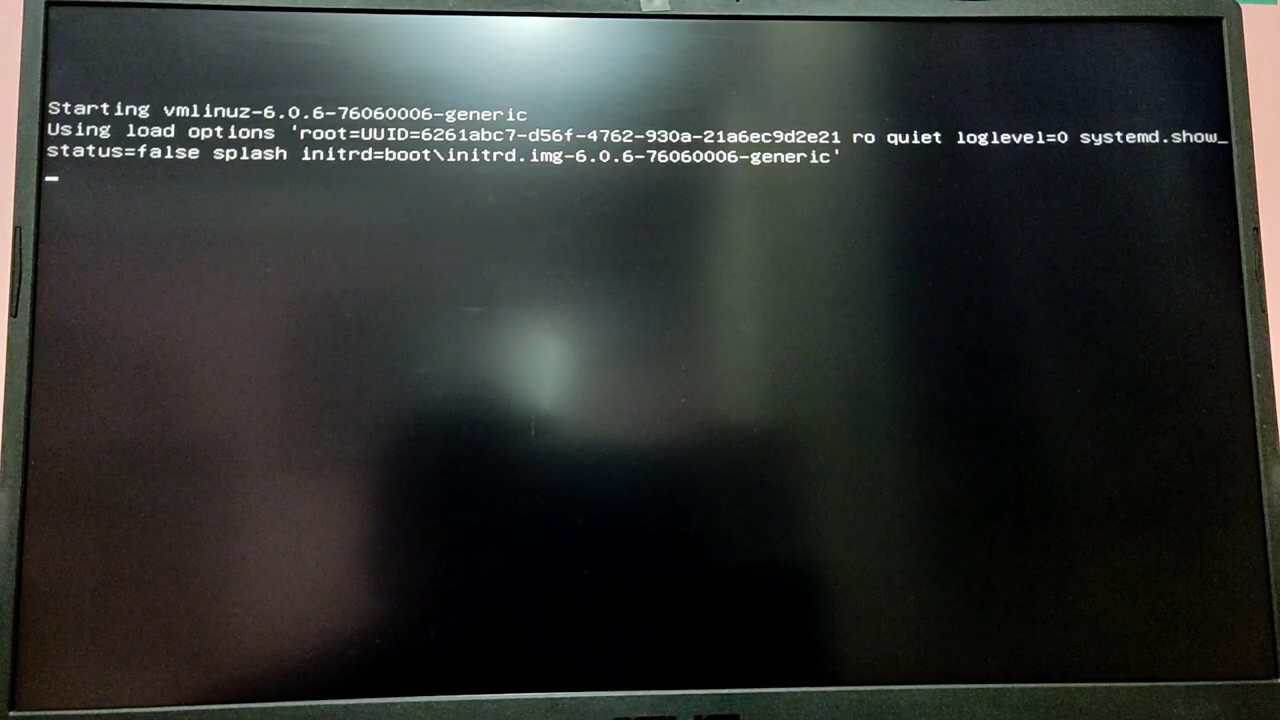 Starting vmlinuz-6.0.6-76060006-generic
Using load options 'root=UUID=6261abc7-d56f-4762-930a-21a6ec9d2e21 ro quiet loglevel=0 systemd.show_
status=false splash initrd=boot\initrd.img-6.0.6-76060006-generic'